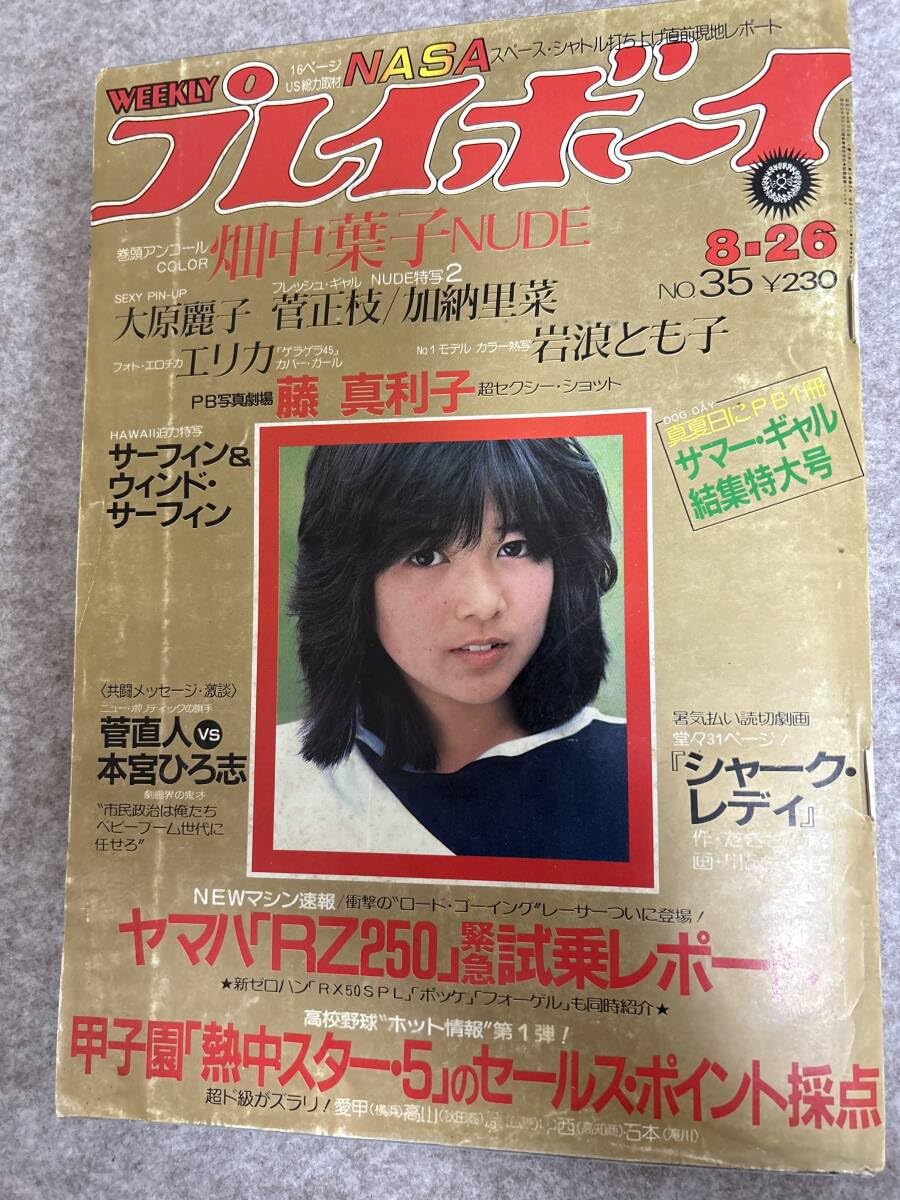 16ページ
US総力取材
NASA スペース・シャトル打ち上げ直前現地レポート
WEEKLY
プレイボーイ
8·26
NO.35 ¥230
巻頭アンコール
COLOR
畑中葉子NUDE
SEXY PIN-UP
大原麗子
フレッシュ・ギャル NUDE特写2
菅正枝/加納里菜
フォト・エロチカ
エリカ
「ゲラゲラ45」
カバー・ガール
No1モデル カラー熱写
岩浪とも子
PB写真劇場 藤 真利子 超セクシー・ショット
DOG DAY
真夏日にPB1冊
サマー・ギャル
結集特大号
HAWAII迫力特写
サーフィン&
ウィンド・
サーフィン
〈共闘メッセージ・激談〉
ニュー・ポリティックの旗手
菅直人VS
本宮ひろ志
劇画界の鬼才
"市民政治は俺たち
ベビーブーム世代に
任せろ"
暑気払い読切劇画
堂々31ページ!
『シャーク・
レディ』
作・
画・
NEWマシン速報/衝撃の"ロード・ゴーイング"レーサーついに登場!
ヤマハ「RZ250」緊急試乗レポー
★新ゼロハン「RX50SPL」「ポッケ」「フォーゲル」も同時紹介★
高校野球"ホット情報"第1弾!
甲子園「熱中スター・5」のセールス・ポイント採点
超ド級がズラリ!愛甲(横浜)高山(秋田商) 西(高知商)石本(滝川)